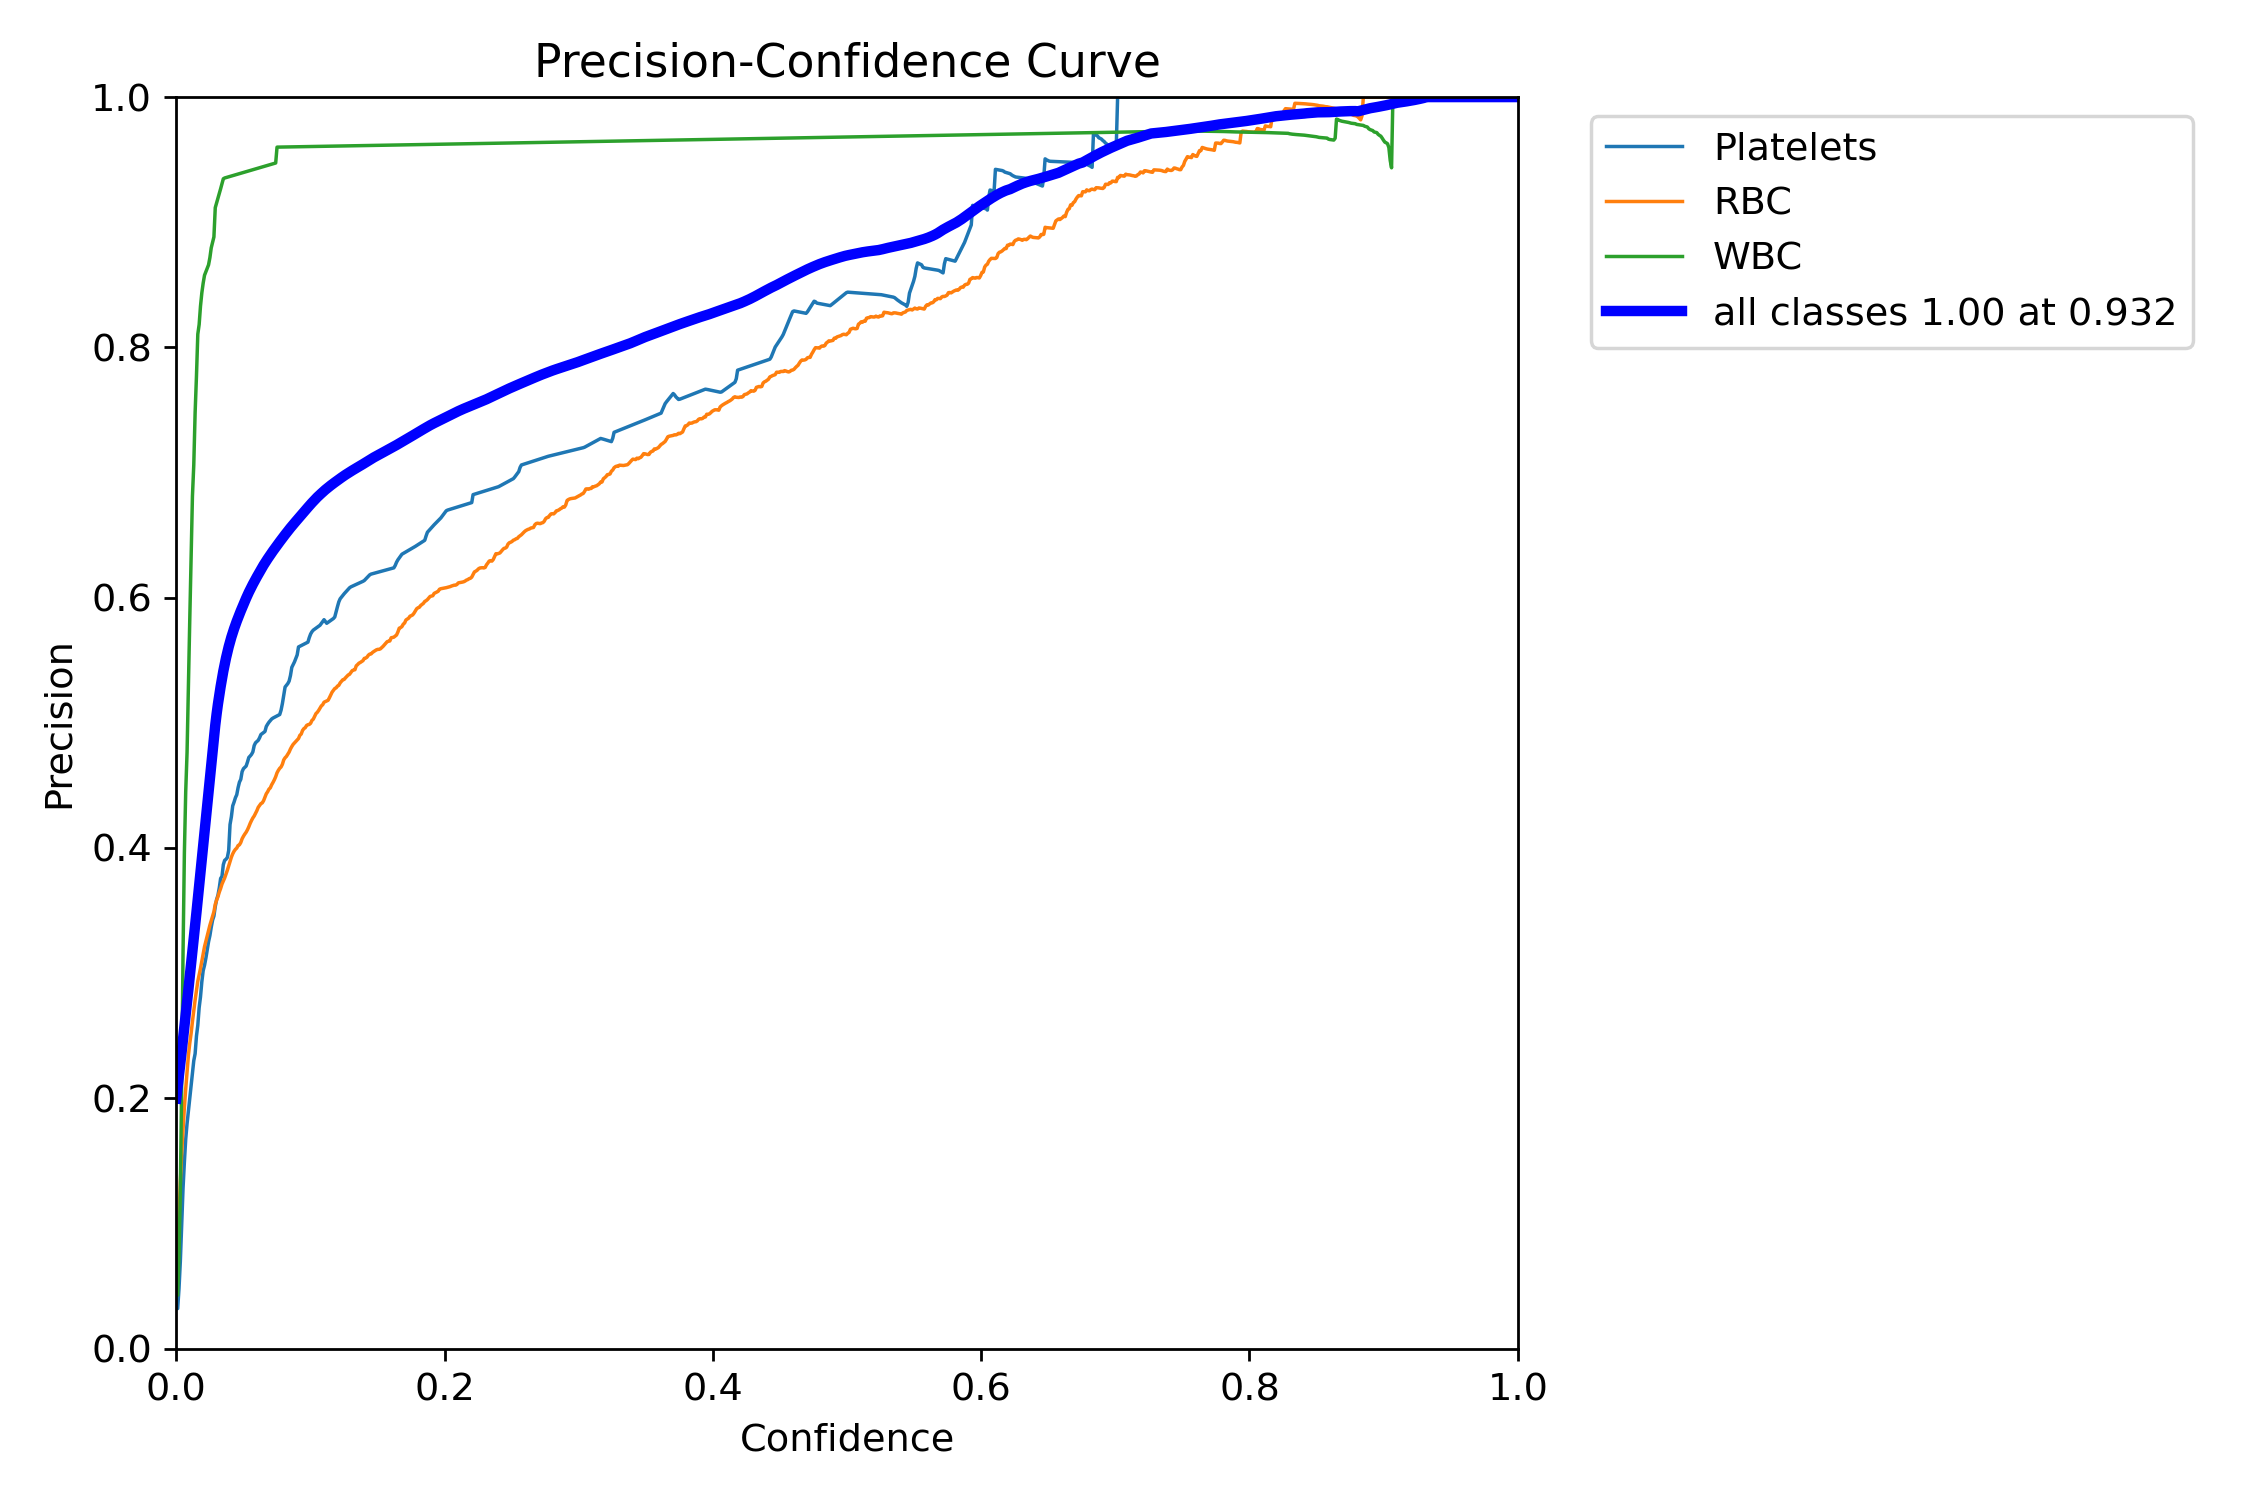 Precision-Confidence Curve
1.0
0.8
0.6
0.4
0.2
0.0
Precision
0.0 0.2 0.4 0.6 0.8 1.0
Confidence
Platelets
RBC
WBC
all classes 1.00 at 0.932